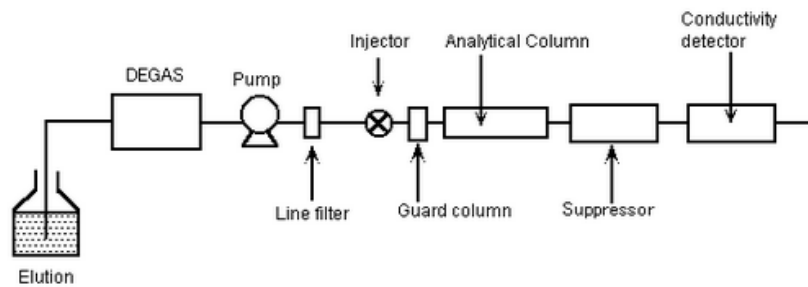 Conductivity
detector
Injector
Analytical Column
DEGAS
Pump
Line filter
Guard column
Suppressor
Elution